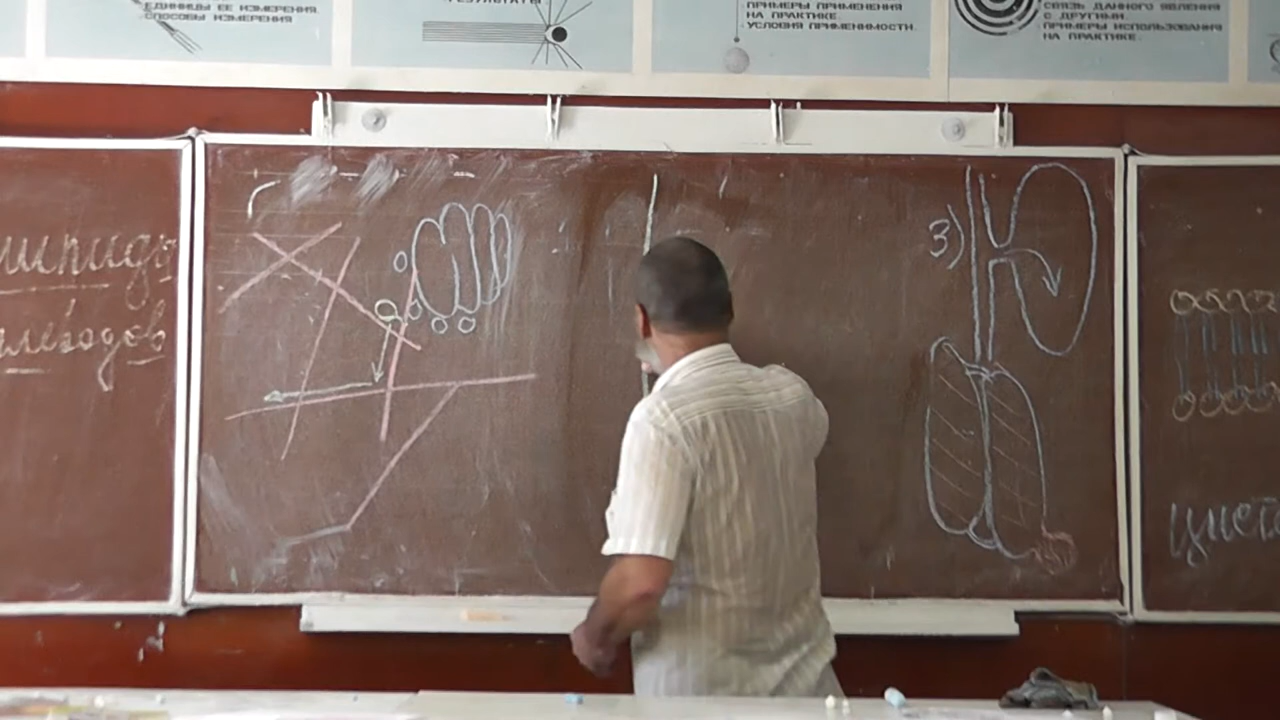 ЕДИНИЦЫ ЕЕ ИЗМЕРЕНИЯ.
СПОСОБЫ ИЗМЕРЕНИЯ
РЕЗУЛЬТАТЫ
ПРИМЕРЫ ПРИМЕНЕНИЯ
НА ПРАКТИКЕ.
УСЛОВИЯ ПРИМЕНИМОСТИ.
СВЯЗЬ ДАННОГО ЯВЛЕНИЯ
С ДРУГИМИ.
ПРИМЕРЫ ИСПОЛЬЗОВАНИЯ
НА ПРАКТИКЕ.
3)